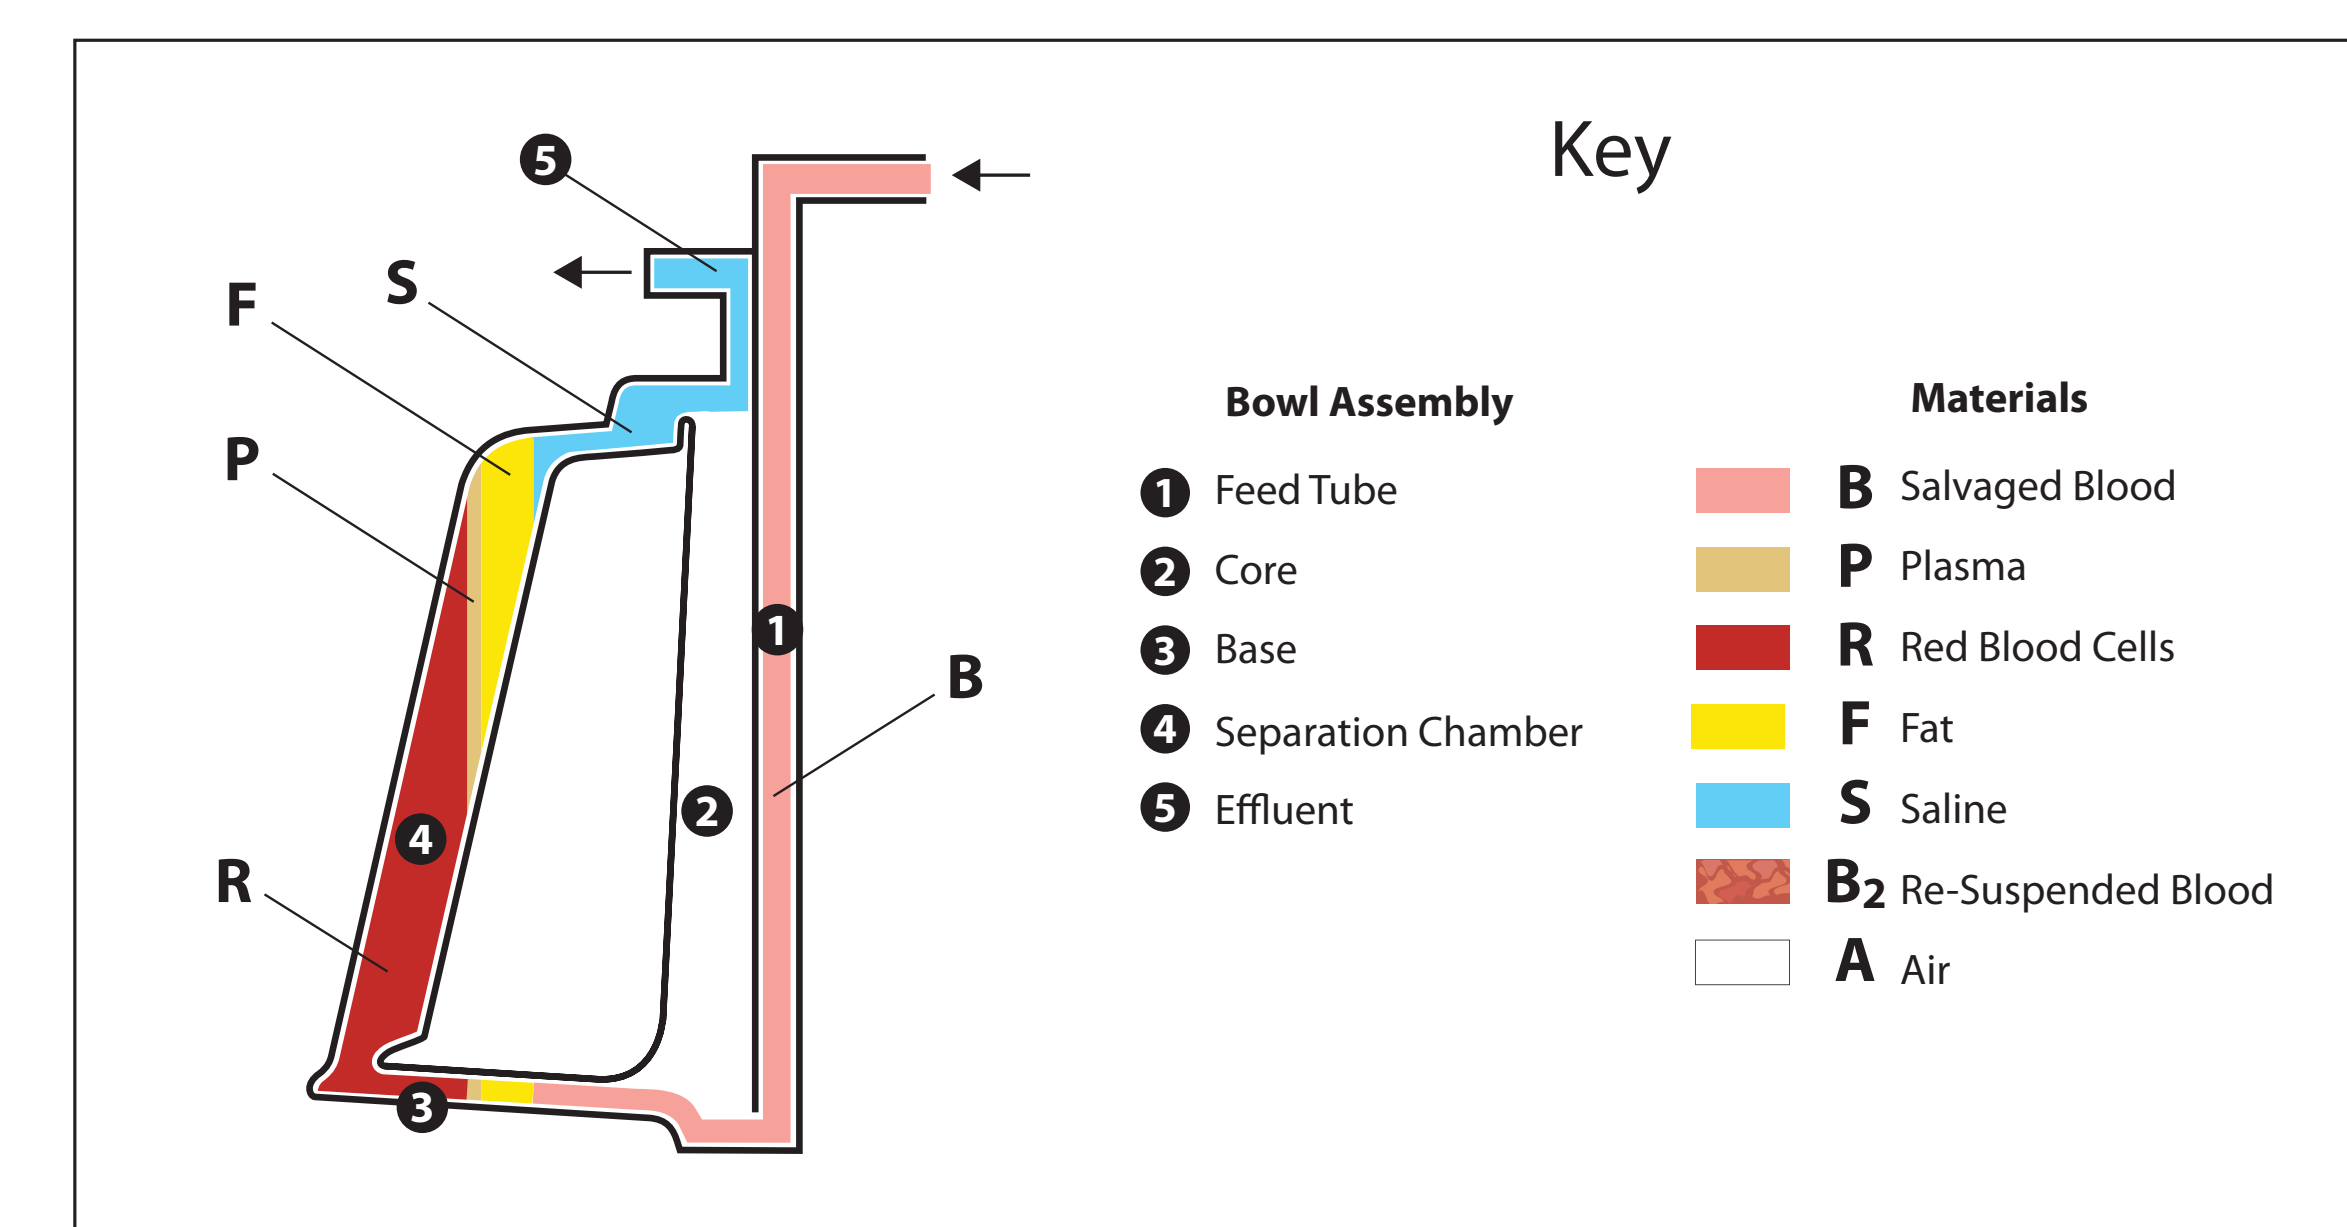 Key
5
S
F
P
1
B
2
4
R
3
Bowl Assembly
1 Feed Tube
2 Core
3 Base
4 Separation Chamber
5 Effluent
Materials
B Salvaged Blood
P Plasma
R Red Blood Cells
F Fat
S Saline
B2 Re-Suspended Blood
A Air